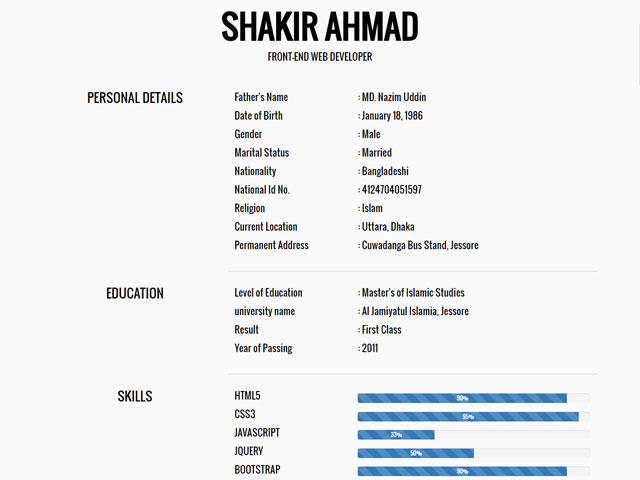 SHAKIR AHMAD
FRONT-END WEB DEVELOPER
PERSONAL DETAILS
Father's Name : MD. Nazim Uddin
Date of Birth : January 18, 1986
Gender : Male
Marital Status : Married
Nationality : Bangladeshi
National Id No. : 4124704051597
Religion : Islam
Current Location : Uttara, Dhaka
Permanent Address : Cuwadanga Bus Stand, Jessore
EDUCATION
Level of Education : Master's of Islamic Studies
university name : Al Jamiyatul Islamia, Jessore
Result : First Class
Year of Passing : 2011
SKILLS
HTML5 90%
CSS3 95%
JAVASCRIPT 33%
JQUERY 50%
BOOTSTRAP 90%